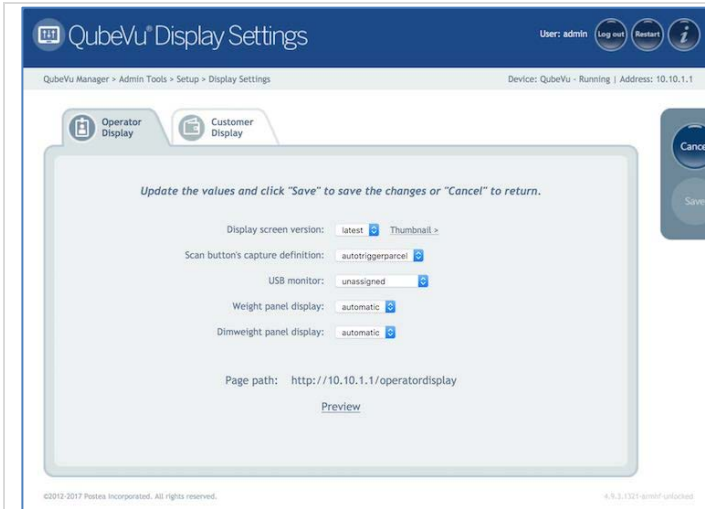 QubeVu® Display Settings
User: admin
Log out
Restart
i
QubeVu Manager > Admin Tools > Setup > Display Settings
Device: QubeVu - Running | Address: 10.10.1.1
Operator Display
Customer Display
Cance
Save
Update the values and click "Save" to save the changes or "Cancel" to return.
Display screen version: latest Thumbnail >
Scan button's capture definition: autotriggerparcel
USB monitor: unassigned
Weight panel display: automatic
Dimweight panel display: automatic
Page path: http://10.10.1.1/operatordisplay
Preview
©2012-2017 Postea Incorporated. All rights reserved.